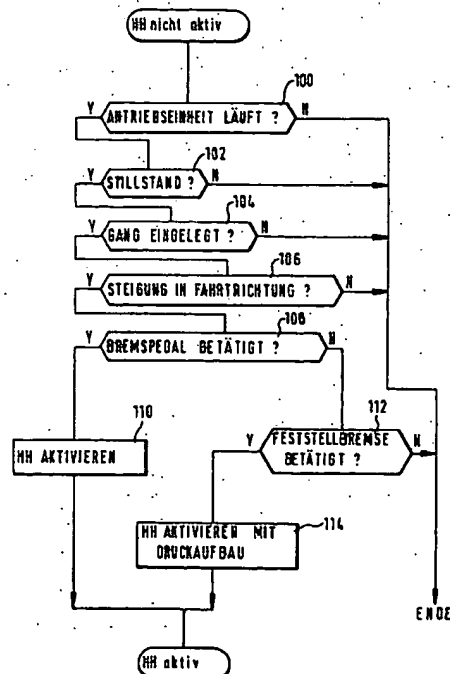 HH nicht aktiv
100
ANTRIEBSEINHEIT LÄUFT ?
Y
N
102
STILLSTAND ?
Y
N
104
GANG EINGELEGT ?
Y
N
106
STEIGUNG IN FAHRTRICHTUNG ?
Y
N
108
BREMSPEDAL BETÄTIGT ?
Y
N
110
HH AKTIVIEREN
112
FESTSTELLBREMSE
BETÄTIGT ?
Y
N
HH AKTIVIEREN MIT
DRUCKAUFBAU
114
ENDE
HH aktiv